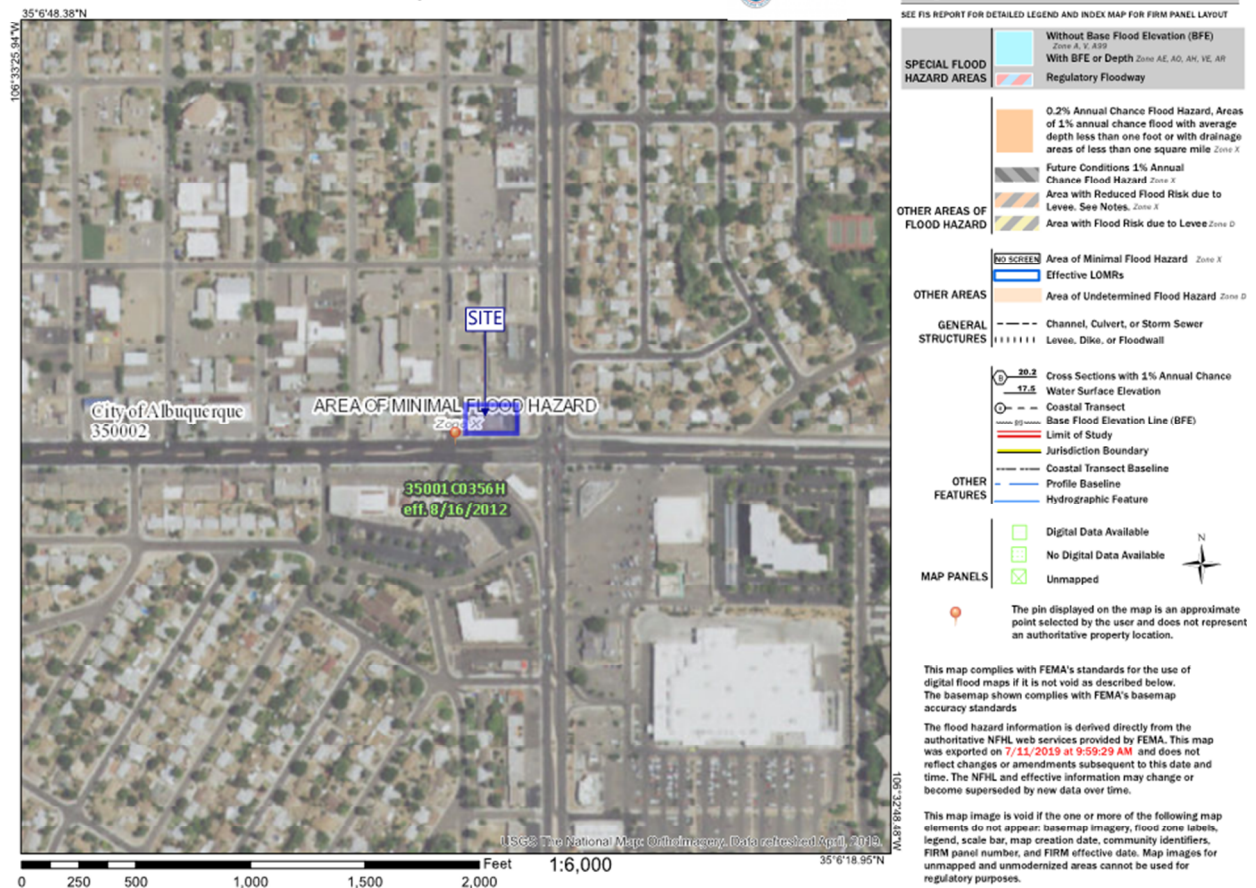 35°6'48.38"N
106°33'25.94"W
SITE
AREA OF MINIMAL FLOOD HAZARD
Zone X
City of Albuquerque
350002
35001C0356H
eff. 8/16/2012
USGS The National Map: Orthoimagery. Data refreshed April, 2019.
106°32'48.48"W
35°6'18.95"N
0 250 500 1,000 1,500 2,000
Feet
1:6,000
SEE FIS REPORT FOR DETAILED LEGEND AND INDEX MAP FOR FIRM PANEL LAYOUT
SPECIAL FLOOD
HAZARD AREAS
Without Base Flood Elevation (BFE)
Zone A, V, A99
With BFE or Depth Zone AE, AO, AH, VE, AR
Regulatory Floodway
OTHER AREAS OF
FLOOD HAZARD
0.2% Annual Chance Flood Hazard, Areas
of 1% annual chance flood with average
depth less than one foot or with drainage
areas of less than one square mile Zone X
Future Conditions 1% Annual
Chance Flood Hazard Zone X
Area with Reduced Flood Risk due to
Levee. See Notes. Zone X
Area with Flood Risk due to Levee Zone D
OTHER AREAS
NO SCREEN Area of Minimal Flood Hazard Zone X
Effective LOMRs
Area of Undetermined Flood Hazard Zone D
GENERAL
STRUCTURES
Channel, Culvert, or Storm Sewer
Levee, Dike, or Floodwall
OTHER
FEATURES
B 20.2 Cross Sections with 1% Annual Chance
17.5 Water Surface Elevation
Coastal Transect
Base Flood Elevation Line (BFE)
Limit of Study
Jurisdiction Boundary
Coastal Transect Baseline
Profile Baseline
Hydrographic Feature
MAP PANELS
Digital Data Available
No Digital Data Available
Unmapped
N
The pin displayed on the map is an approximate
point selected by the user and does not represent
an authoritative property location.
This map complies with FEMA's standards for the use of
digital flood maps if it is not void as described below.
The basemap shown complies with FEMA's basemap
accuracy standards
The flood hazard information is derived directly from the
authoritative NFHL web services provided by FEMA. This map
was exported on 7/11/2019 at 9:59:29 AM and does not
reflect changes or amendments subsequent to this date and
time. The NFHL and effective information may change or
become superseded by new data over time.
This map image is void if the one or more of the following map
elements do not appear: basemap imagery, flood zone labels,
legend, scale bar, map creation date, community identifiers,
FIRM panel number, and FIRM effective date. Map images for
unmapped and unmodernized areas cannot be used for
regulatory purposes.